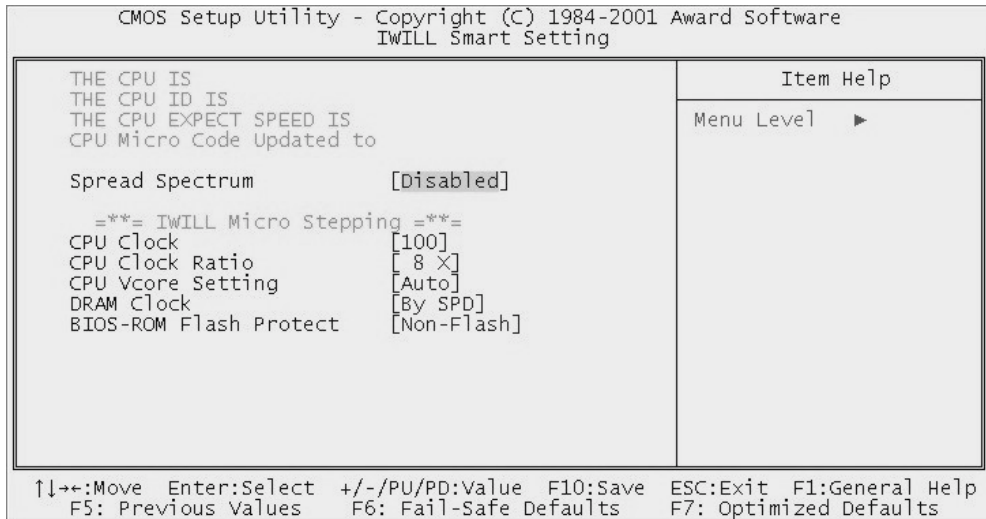 CMOS Setup Utility - Copyright (C) 1984-2001 Award Software
IWILL Smart Setting
THE CPU IS
THE CPU ID IS
THE CPU EXPECT SPEED IS
CPU Micro Code Updated to
Spread Spectrum [Disabled]
=**= IWILL Micro Stepping =**=
CPU Clock [100]
CPU Clock Ratio [ 8 X]
CPU Vcore Setting [Auto]
DRAM Clock [By SPD]
BIOS-ROM Flash Protect [Non-Flash]
Item Help
Menu Level ►
↑↓→←:Move Enter:Select +/-/PU/PD:Value F10:Save ESC:Exit F1:General Help
F5: Previous Values F6: Fail-Safe Defaults F7: Optimized Defaults